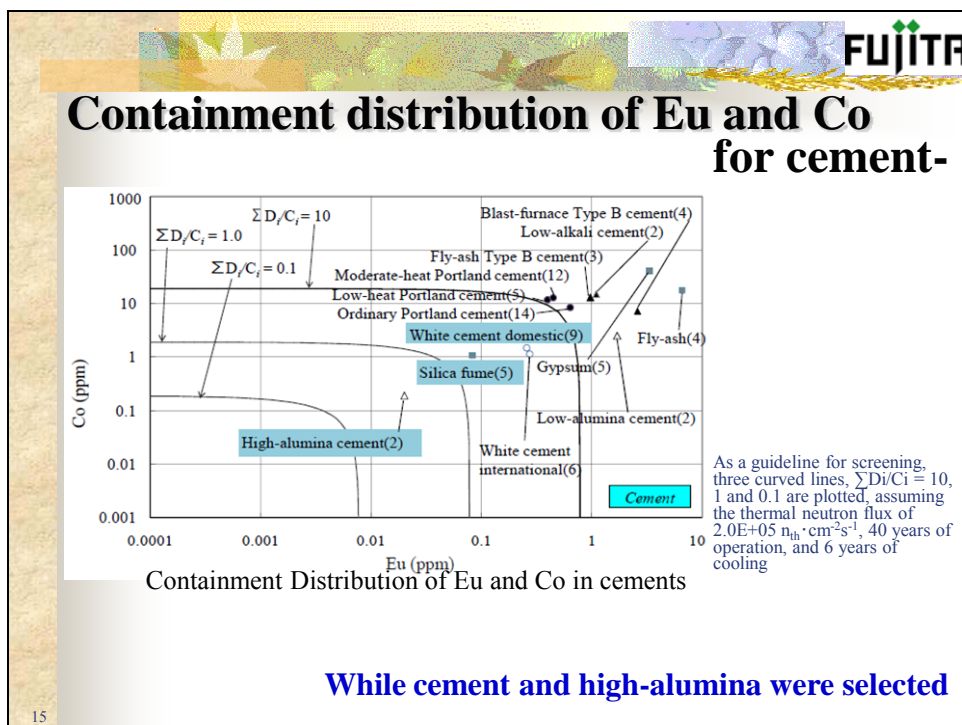 FUJITA
Containment distribution of Eu and Co
for cement-
1000
100
10
1
0.1
0.01
0.001
Co (ppm)
0.0001
0.001
0.01
0.1
1
10
Eu (ppm)
∑Di/Ci = 10
∑Di/Ci = 1.0
∑Di/Ci = 0.1
Blast-furnace Type B cement(4)
Low-alkali cement(2)
Fly-ash Type B cement(3)
Moderate-heat Portland cement(12)
Low-heat Portland cement(5)
Ordinary Portland cement(14)
White cement domestic(9)
Fly-ash(4)
Silica fume(5)
Gypsum(5)
Low-alumina cement(2)
High-alumina cement(2)
White cement
international(6)
Cement
As a guideline for screening,
three curved lines, ∑Di/Ci = 10,
1 and 0.1 are plotted, assuming
the thermal neutron flux of
2.0E+05 nth·cm-2s-1, 40 years of
operation, and 6 years of
cooling
Containment Distribution of Eu and Co in cements
While cement and high-alumina were selected
15